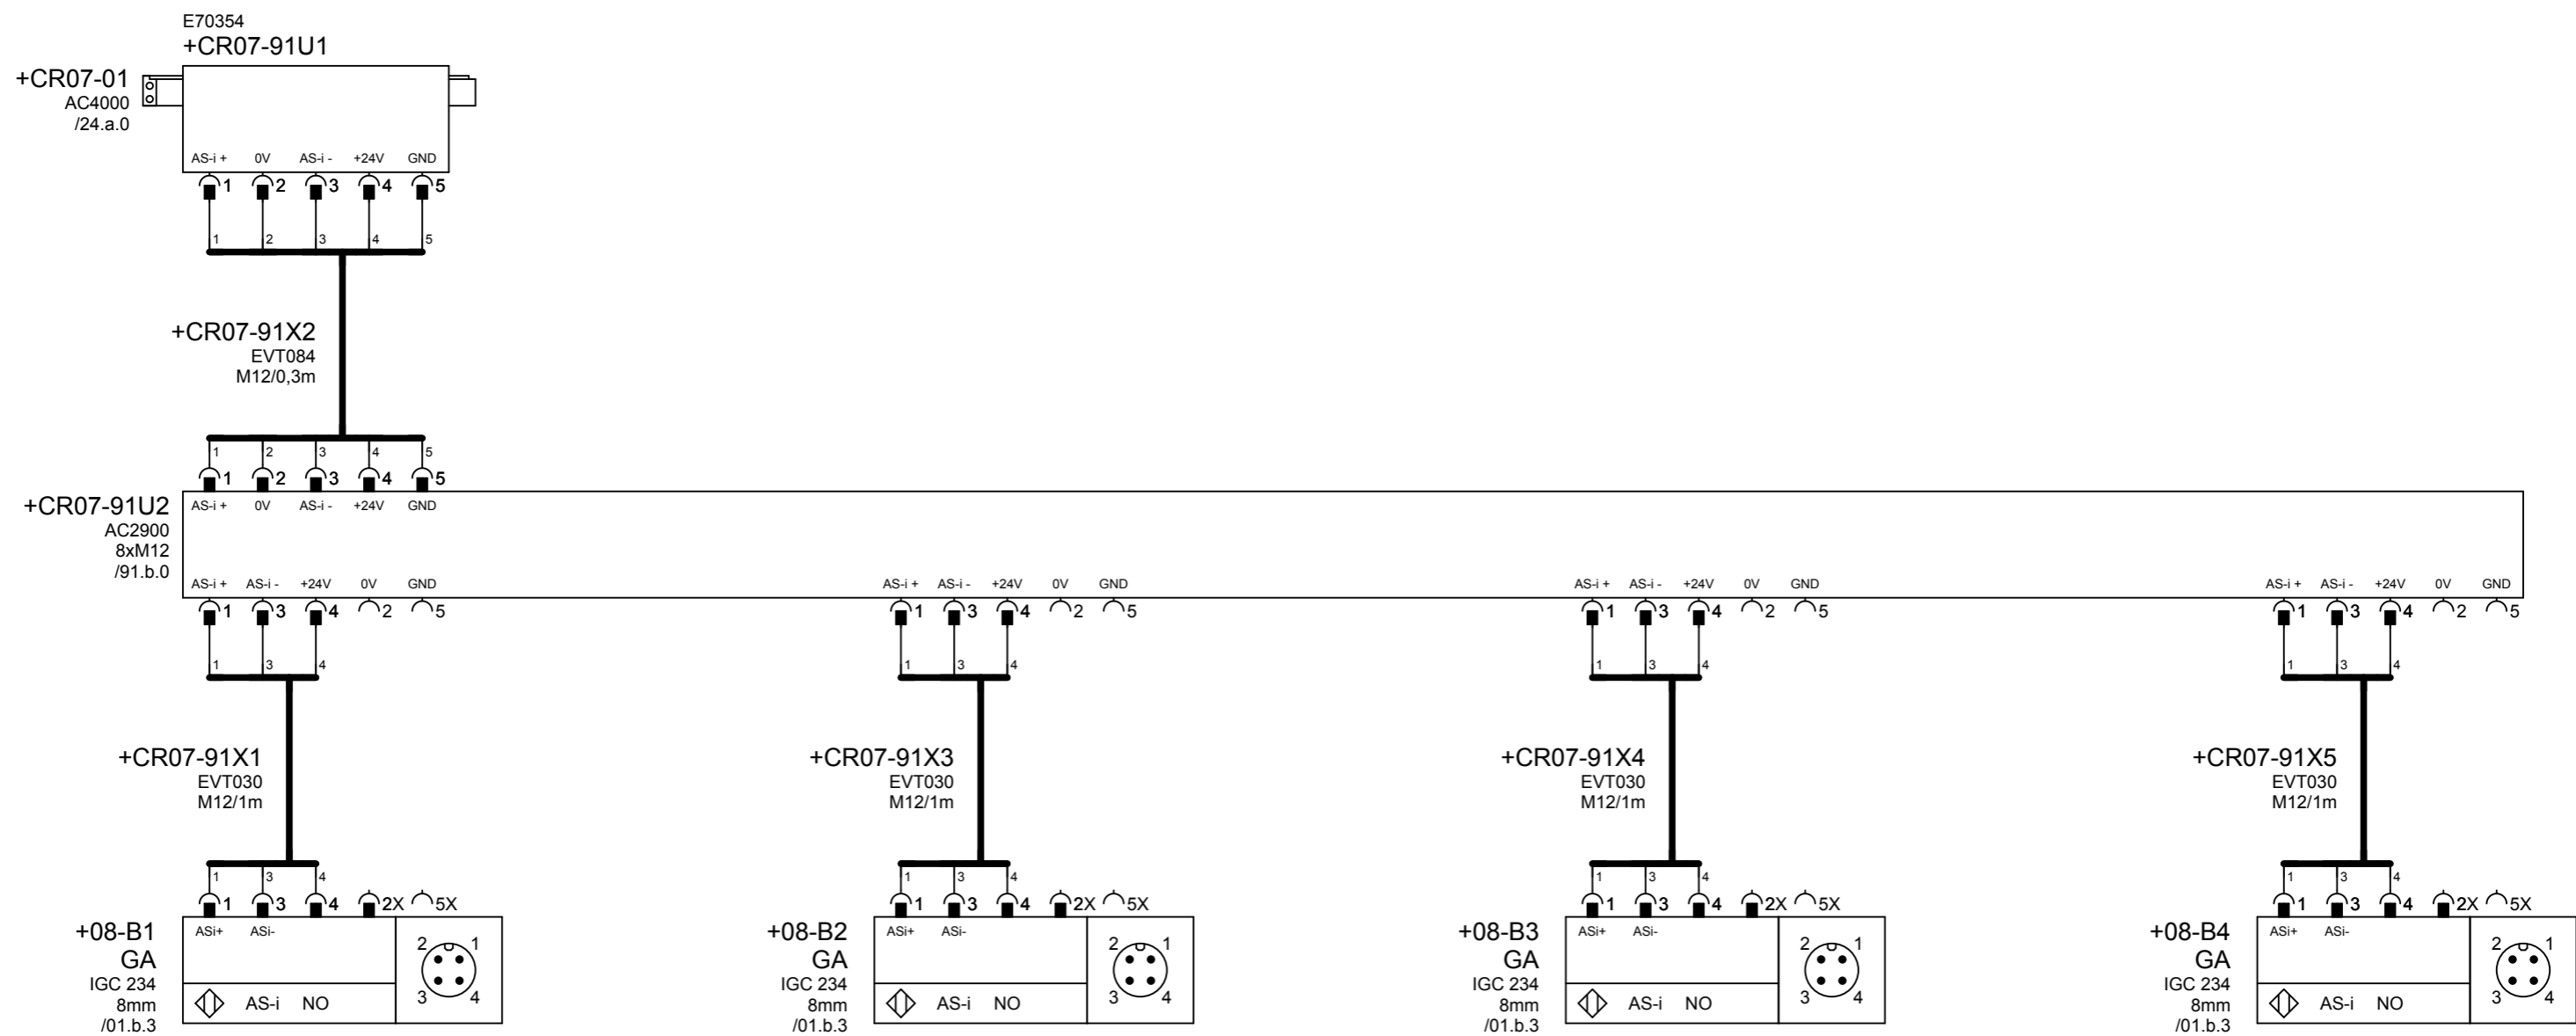 E70354
+CR07-91U1
+CR07-01
AC4000
/24.a.0
AS-i + 0V AS-i - +24V GND
1 2 3 4 5
1 2 3 4 5
+CR07-91X2
EVT084
M12/0,3m
1 2 3 4 5
1 2 3 4 5
+CR07-91U2
AC2900
8xM12
/91.b.0
AS-i + 0V AS-i - +24V GND
AS-i + AS-i - +24V 0V GND AS-i + AS-i - +24V 0V GND AS-i + AS-i - +24V 0V GND AS-i + AS-i - +24V 0V GND
1 3 4 2 5 1 3 4 2 5 1 3 4 2 5 1 3 4 2 5
1 3 4 1 3 4 1 3 4 1 3 4
+CR07-91X1 +CR07-91X3 +CR07-91X4 +CR07-91X5
EVT030 EVT030 EVT030 EVT030
M12/1m M12/1m M12/1m M12/1m
1 3 4 1 3 4 1 3 4 1 3 4
1 3 4 2X 5X 1 3 4 2X 5X 1 3 4 2X 5X 1 3 4 2X 5X
+08-B1 ASi+ ASi- +08-B2 ASi+ ASi- +08-B3 ASi+ ASi- +08-B4 ASi+ ASi-
2 1 2 1 2 1 2 1
GA GA GA GA
IGC 234 IGC 234 IGC 234 IGC 234
3 4 3 4 3 4 3 4
8mm AS-i NO 8mm AS-i NO 8mm AS-i NO 8mm AS-i NO
/01.b.3 /01.b.3 /01.b.3 /01.b.3